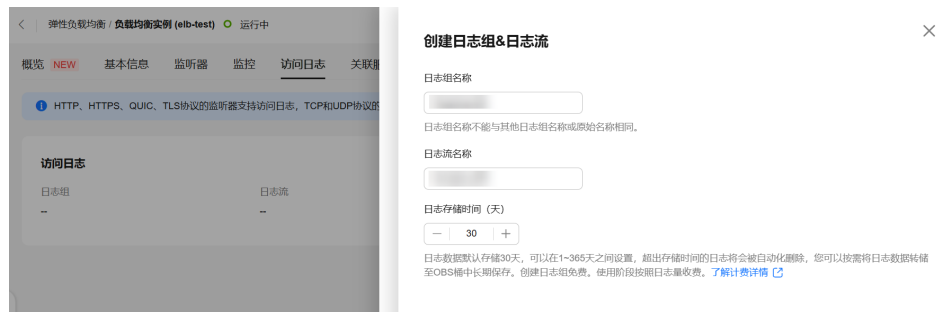 弹性负载均衡 / 负载均衡实例 (elb-test) 运行中
概览 NEW 基本信息 监听器 监控 访问日志 关联服
HTTP、HTTPS、QUIC、TLS协议的监听器支持访问日志，TCP和UDP协议的
访问日志
日志组 日志流
-- --
创建日志组&日志流
日志组名称
日志组名称不能与其他日志组名称或原始名称相同。
日志流名称
日志存储时间（天）
— 30 +
日志数据默认存储30天，可以在1~365天之间设置，超出存储时间的日志将会被自动化删除，您可以按需将日志数据转储
至OBS桶中长期保存。创建日志组免费。使用阶段按照日志量收费。了解计费详情